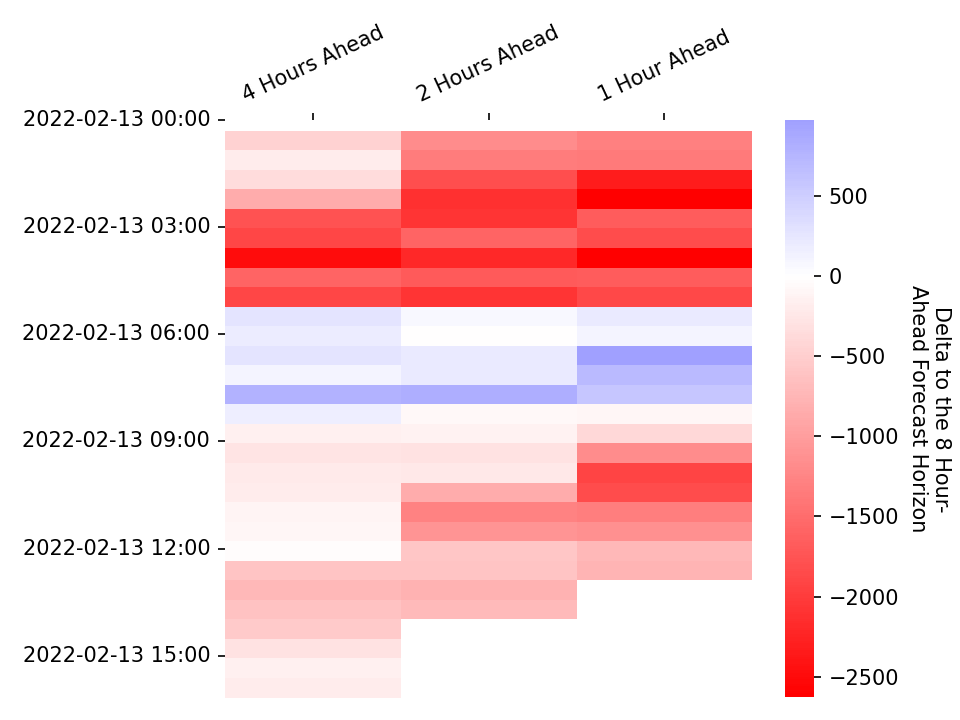 4 Hours Ahead
2 Hours Ahead
1 Hour Ahead
2022-02-13 00:00
2022-02-13 03:00
2022-02-13 06:00
2022-02-13 09:00
2022-02-13 12:00
2022-02-13 15:00
500
0
−500
−1000
−1500
−2000
−2500
Delta to the 8 Hour-
Ahead Forecast Horizon